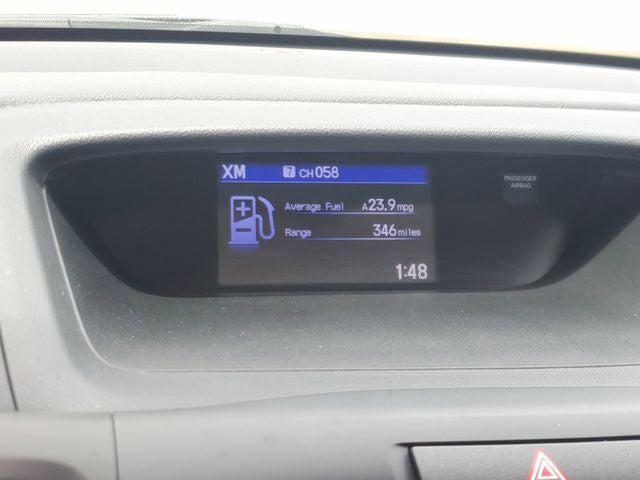 XM 7 CH 058
PASSENGER
AIRBAG
Average Fuel A23.9 mpg
Range 346 miles
1:48